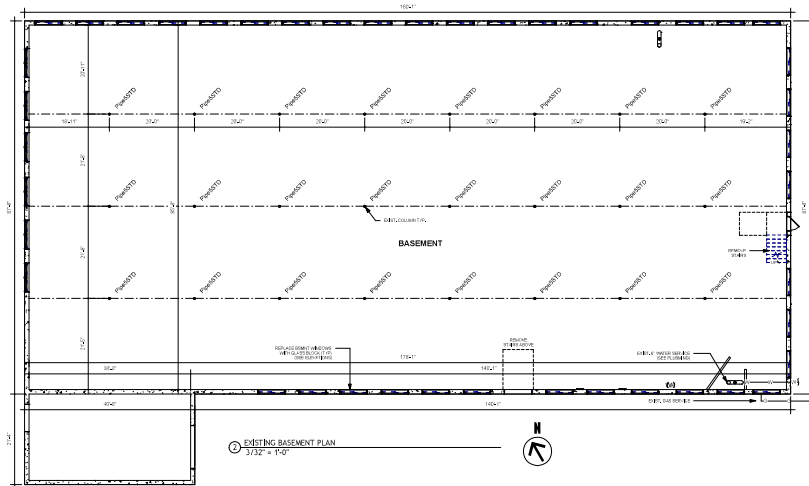 180'-1"
Pipe5STD Pipe5STD Pipe5STD Pipe5STD Pipe5STD Pipe5STD Pipe5STD Pipe5STD
20'-0" 20'-0" 20'-0" 20'-0" 20'-0" 20'-0" 20'-0"
Pipe5STD Pipe5STD Pipe5STD Pipe5STD Pipe5STD Pipe5STD Pipe5STD Pipe5STD
EXIST. COLUMN TYP.
BASEMENT
REMOVE
STAIRS
Pipe5STD Pipe5STD Pipe5STD Pipe5STD Pipe5STD Pipe5STD Pipe5STD Pipe5STD
REPLACE BSMNT WINDOWS
WITH GLASS BLOCK (TYP)
(SEE ELEVATIONS)
REMOVE
STAIRS ABOVE
EXIST. 6" WATER SERVICE
(SEE PLUMBING)
178'-1"
EXIST. GAS SERVICE
40'-0"
140'-1"
2 EXISTING BASEMENT PLAN
3/32" = 1'-0"
N